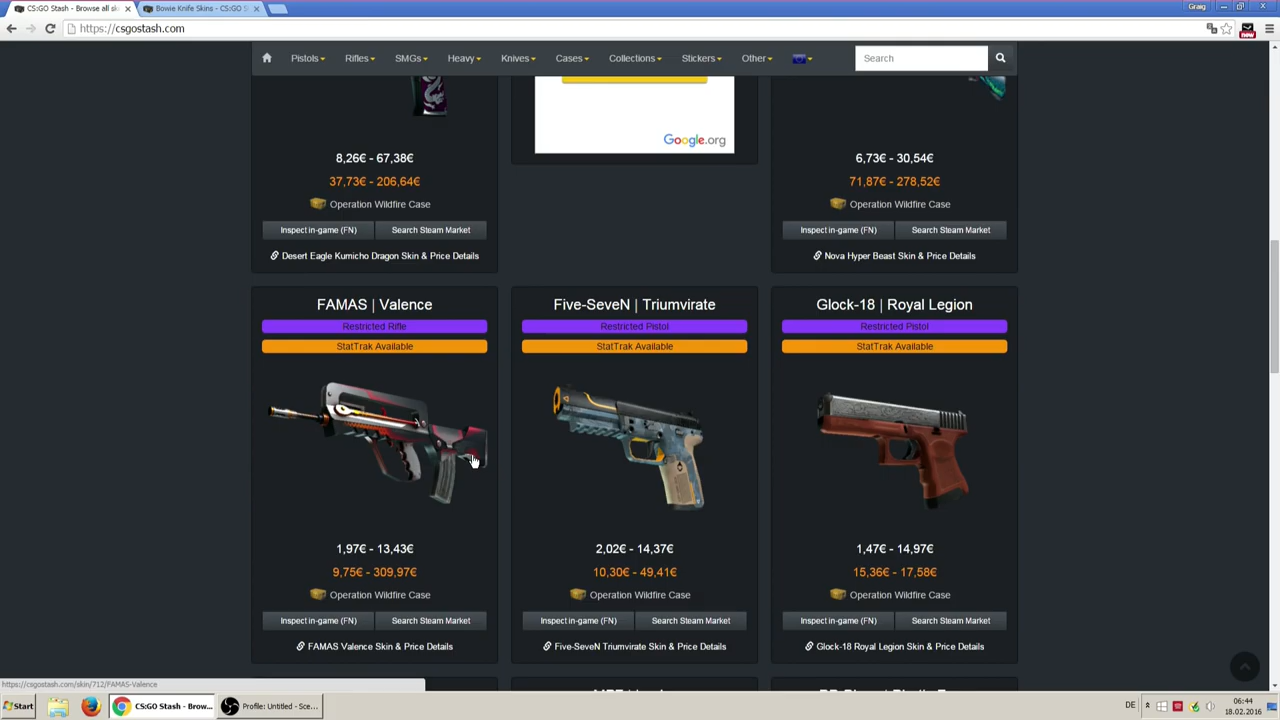 CS:GO Stash - Browse all sk
Bowie Knife Skins - CS:GO S
Graig
https://csgostash.com
new
Pistols
Rifles
SMGs
Heavy
Knives
Cases
Collections
Stickers
Other
Search
Google.org
8,26€ - 67,38€
37,73€ - 206,64€
Operation Wildfire Case
Inspect in-game (FN)
Search Steam Market
Desert Eagle Kumicho Dragon Skin & Price Details
6,73€ - 30,54€
71,87€ - 278,52€
Operation Wildfire Case
Inspect in-game (FN)
Search Steam Market
Nova Hyper Beast Skin & Price Details
FAMAS | Valence
Restricted Rifle
StatTrak Available
1,97€ - 13,43€
9,75€ - 309,97€
Operation Wildfire Case
Inspect in-game (FN)
Search Steam Market
FAMAS Valence Skin & Price Details
Five-SeveN | Triumvirate
Restricted Pistol
StatTrak Available
2,02€ - 14,37€
10,30€ - 49,41€
Operation Wildfire Case
Inspect in-game (FN)
Search Steam Market
Five-SeveN Triumvirate Skin & Price Details
Glock-18 | Royal Legion
Restricted Pistol
StatTrak Available
1,47€ - 14,97€
15,36€ - 17,58€
Operation Wildfire Case
Inspect in-game (FN)
Search Steam Market
Glock-18 Royal Legion Skin & Price Details
https://csgostash.com/skin/712/FAMAS-Valence
Start
CS:GO Stash - Brow...
Profile: Untitled - Sce...
DE
06:44
18.02.2016